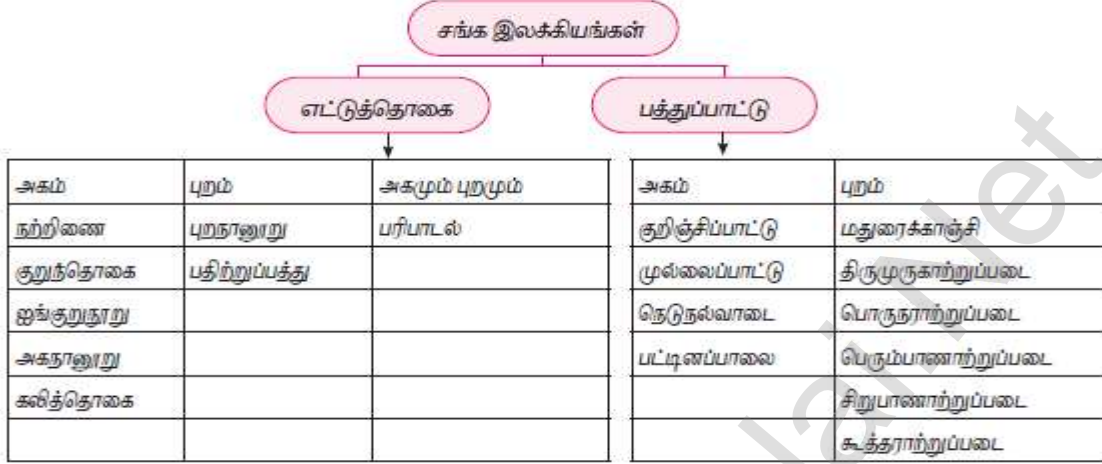 சங்க இலக்கியங்கள்
எட்டுத்தொகை
பத்துப்பாட்டு
அகம் புறம் அகமும் புறமும்
நற்றிணை புறநானூறு பரிபாடல்
குறுந்தொகை பதிற்றுப்பத்து
ஐங்குறுநூறு
அகநானூறு
கலித்தொகை
அகம் புறம்
குறிஞ்சிப்பாட்டு மதுரைக்காஞ்சி
முல்லைப்பாட்டு திருமுருகாற்றுப்படை
நெடுநல்வாடை பொருநராற்றுப்படை
பட்டினப்பாலை பெரும்பாணாற்றுப்படை
சிறுபாணாற்றுப்படை
கூத்தராற்றுப்படை